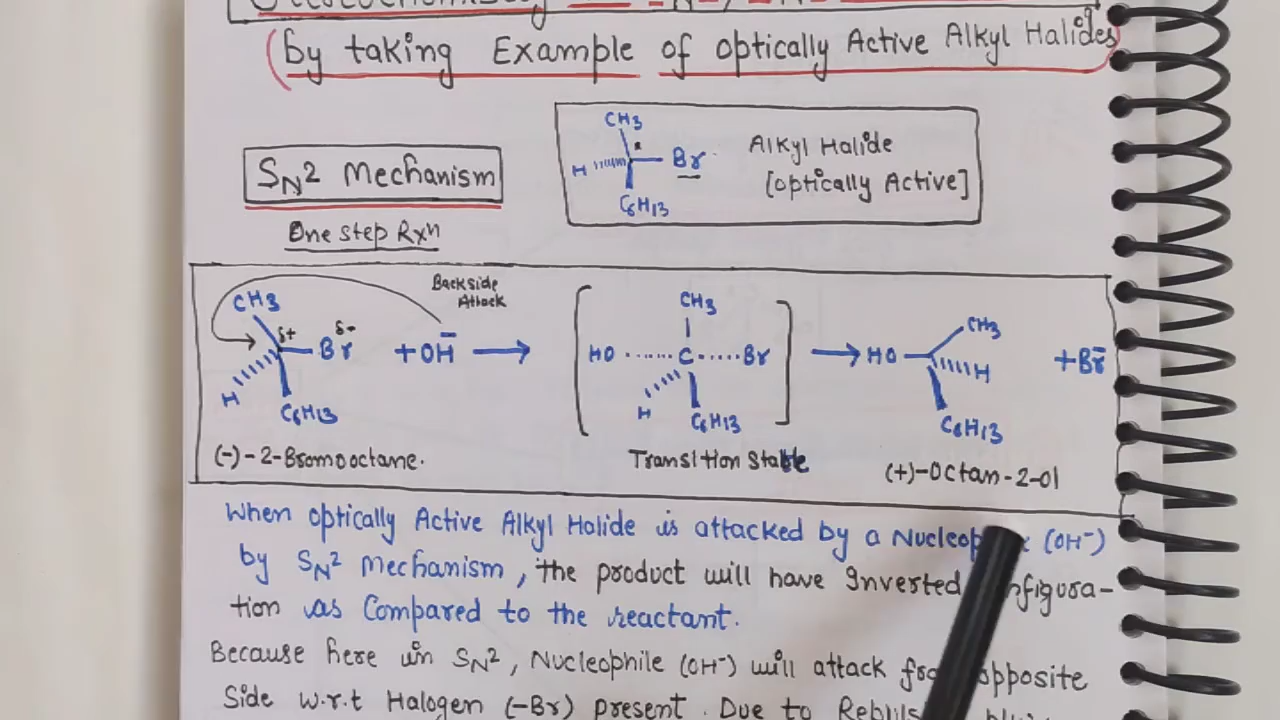 by taking Example of optically Active Alkyl Halides
CH3
H Br
C6H13
Alkyl Halide
[optically Active]
SN2 Mechanism
One step Rxn
Backside
Attack
CH3
δ+ δ-
Br + OH̄
H
C6H13
(-)-2-Bromooctane.
CH3
HO C Br
H
C6H13
Transition State
CH3
HO H + Br̄
C6H13
(+)-Octan-2-ol
When optically Active Alkyl Halide is attacked by a (OH-)
by SN2 Mechanism, the product will have Inverted
tion as Compared to the reactant.
Because here in SN2, Nucleophile (OH-) will attack opposite
Side w.r.t Halogen (-Br) present. Due to